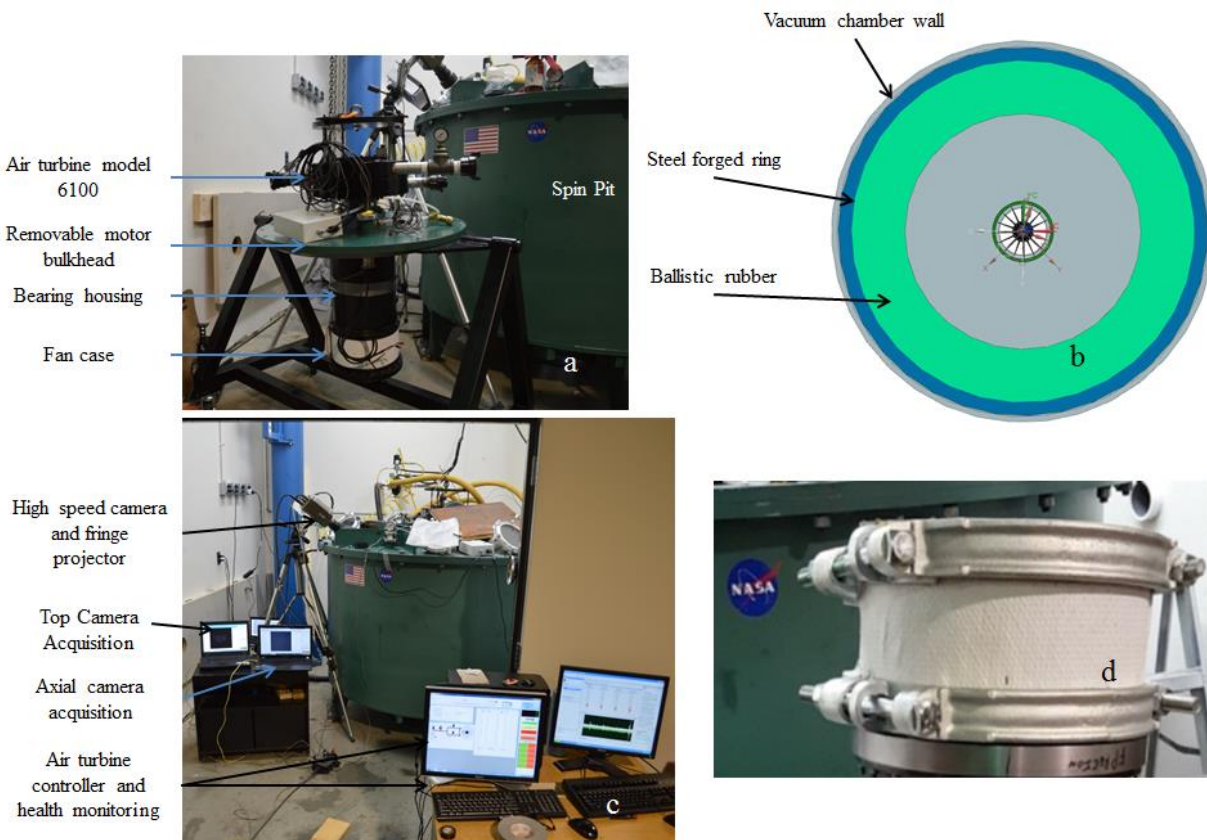 Air turbine model
6100
Removable motor
bulkhead
Bearing housing
Fan case
NASA
Spin Pit
a
Vacuum chamber
wall
Steel forged ring
Ballistic rubber
b
High speed camera
and fringe
projector
Top Camera
Acquisition
Axial camera
acquisition
Air turbine
controller and
health monitoring
NASA
c
NASA
d